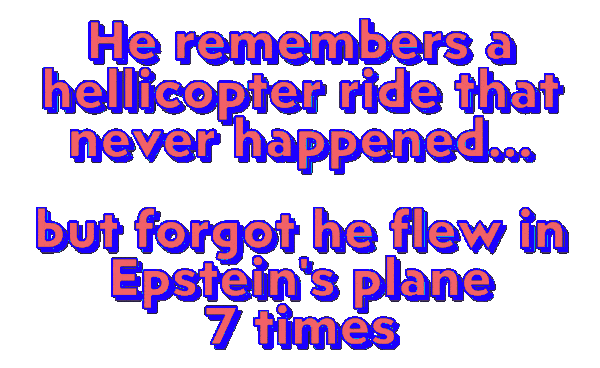 He remembers a
hellicopter ride that
never happened...
but forgot he flew in
Epstein's plane
7 times